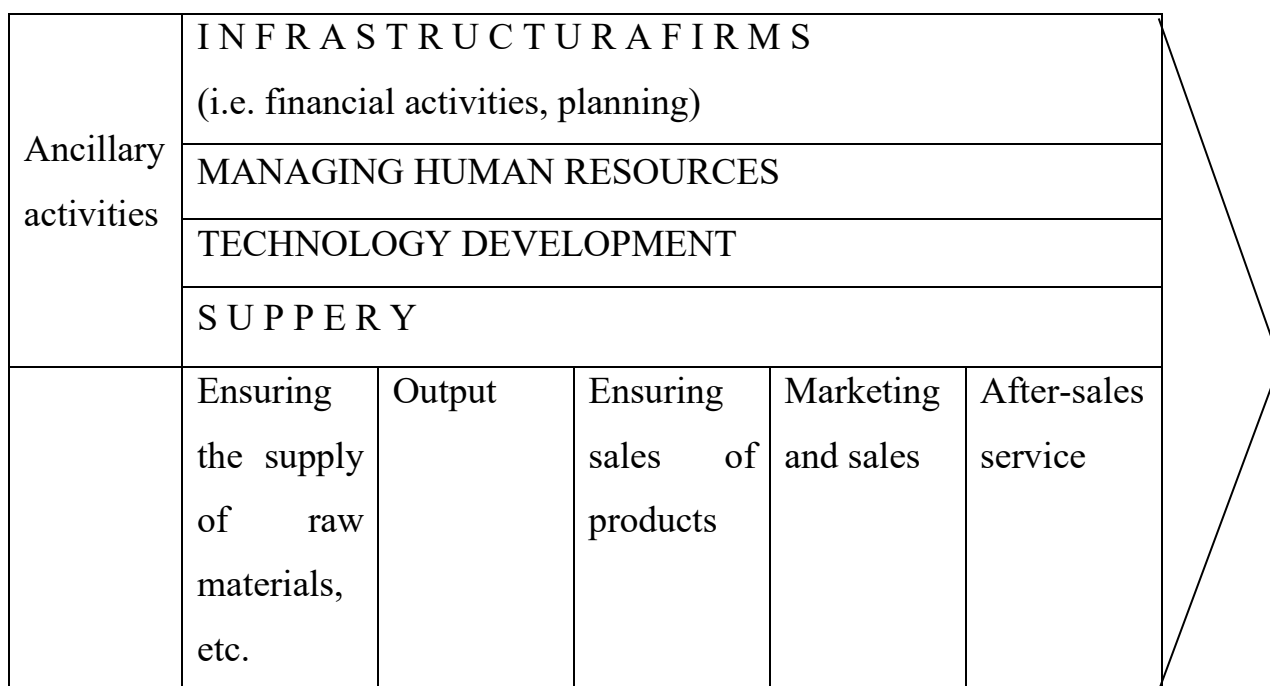 Ancillary
activities
I N F R A S T R U C T U R A F I R M S
(i.e. financial activities, planning)
MANAGING HUMAN RESOURCES
TECHNOLOGY DEVELOPMENT
S U P P E R Y
Ensuring
the supply
of raw
materials,
etc.
Output
Ensuring
sales of
products
Marketing
and sales
After-sales
service